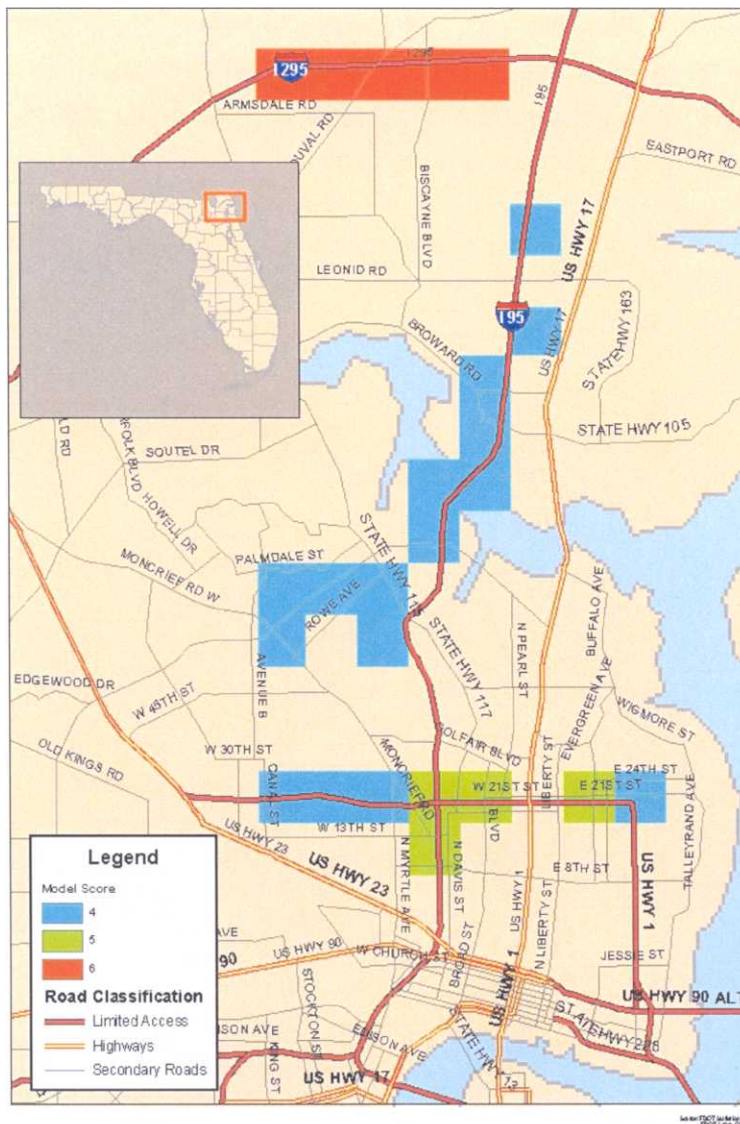 I295
1295
ARMSDALE RD
DUVAL RD
BISCAYNE BLVD
I95
EASTPORT RD
US HWY 17
LEONID RD
I95
US HWY 17
STATEHWY 163
BROWARD RD
STATE HWY 105
SOUTEL DR
HOWELL DR
MONCRIEF RD W
PALMDALE ST
STATE HWY 115
ROWE AVE
STATE HWY 117
N PEARL ST
BUFFALO AVE
EVERGREEN AVE
WIGMORE ST
EDGEWOOD DR
AVENUE B
W 45TH ST
W 30TH ST
OLD KINGS RD
CANAL ST
MONCRIEF RD
GOLFAIR BLVD
LIBERTY ST
E 24TH ST
W 21ST ST
E 21ST ST
BLVD
TALLEYRAND AVE
W 13TH ST
US HWY 23
US HWY 23
N MYRTLE AVE
N DAVIS ST
E 8TH ST
US HWY 1
US HWY 1
Legend
Model Score
4
5
6
Road Classification
Limited Access
Highways
Secondary Roads
AVE
90
US HWY 90
W CHURCH ST
BROAD ST
US HWY 1
N LIBERTY ST
JESSIE ST
US HWY 90 ALT
STATE HWY 228
STOCKTON ST
KING ST
EDISON AVE
US HWY 17